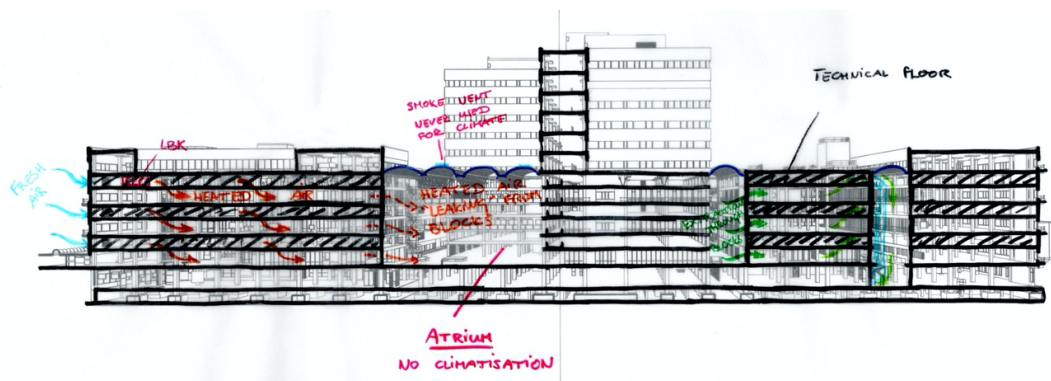 TECHNICAL FLOOR
SMOKE VENT
NEVER USED
FOR CLIMATE
LBK
FRESH
AIR
HEATED AIR
HEATED AIR
"LEAKING" FROM
BLOCKS
ATRIUM
NO CLIMATISATION